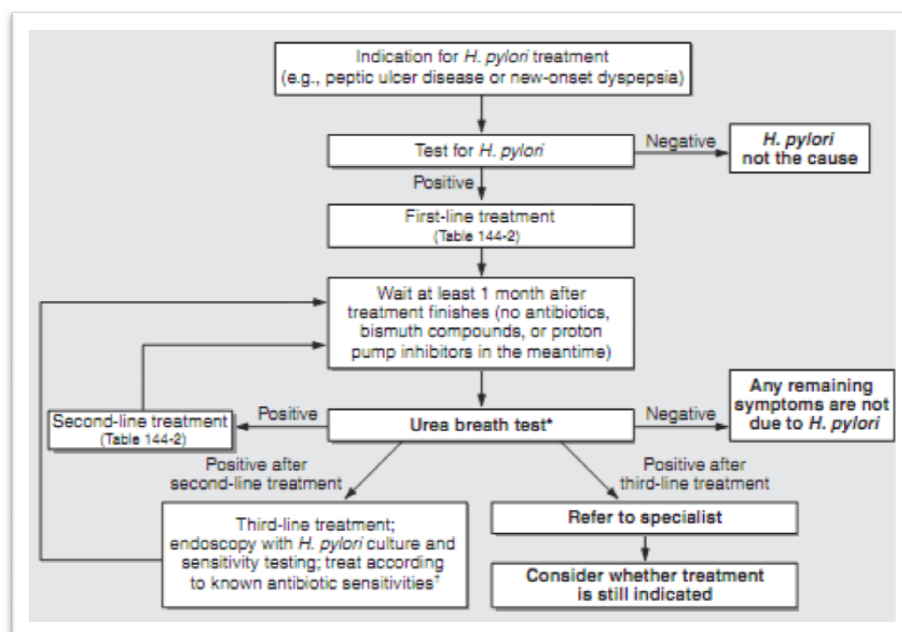 Indication for H. pylori treatment
(e.g., peptic ulcer disease or new-onset dyspepsia)
Test for H. pylori
Negative
H. pylori
not the cause
Positive
First-line treatment
(Table 144-2)
Wait at least 1 month after
treatment finishes (no antibiotics,
bismuth compounds, or proton
pump inhibitors in the meantime)
Second-line treatment
(Table 144-2)
Positive
Urea breath test*
Negative
Any remaining
symptoms are not
due to H. pylori
Positive after
second-line treatment
Positive after
third-line treatment
Third-line treatment;
endoscopy with H. pylori culture and
sensitivity testing; treat according
to known antibiotic sensitivities†
Refer to specialist
Consider whether treatment
is still indicated